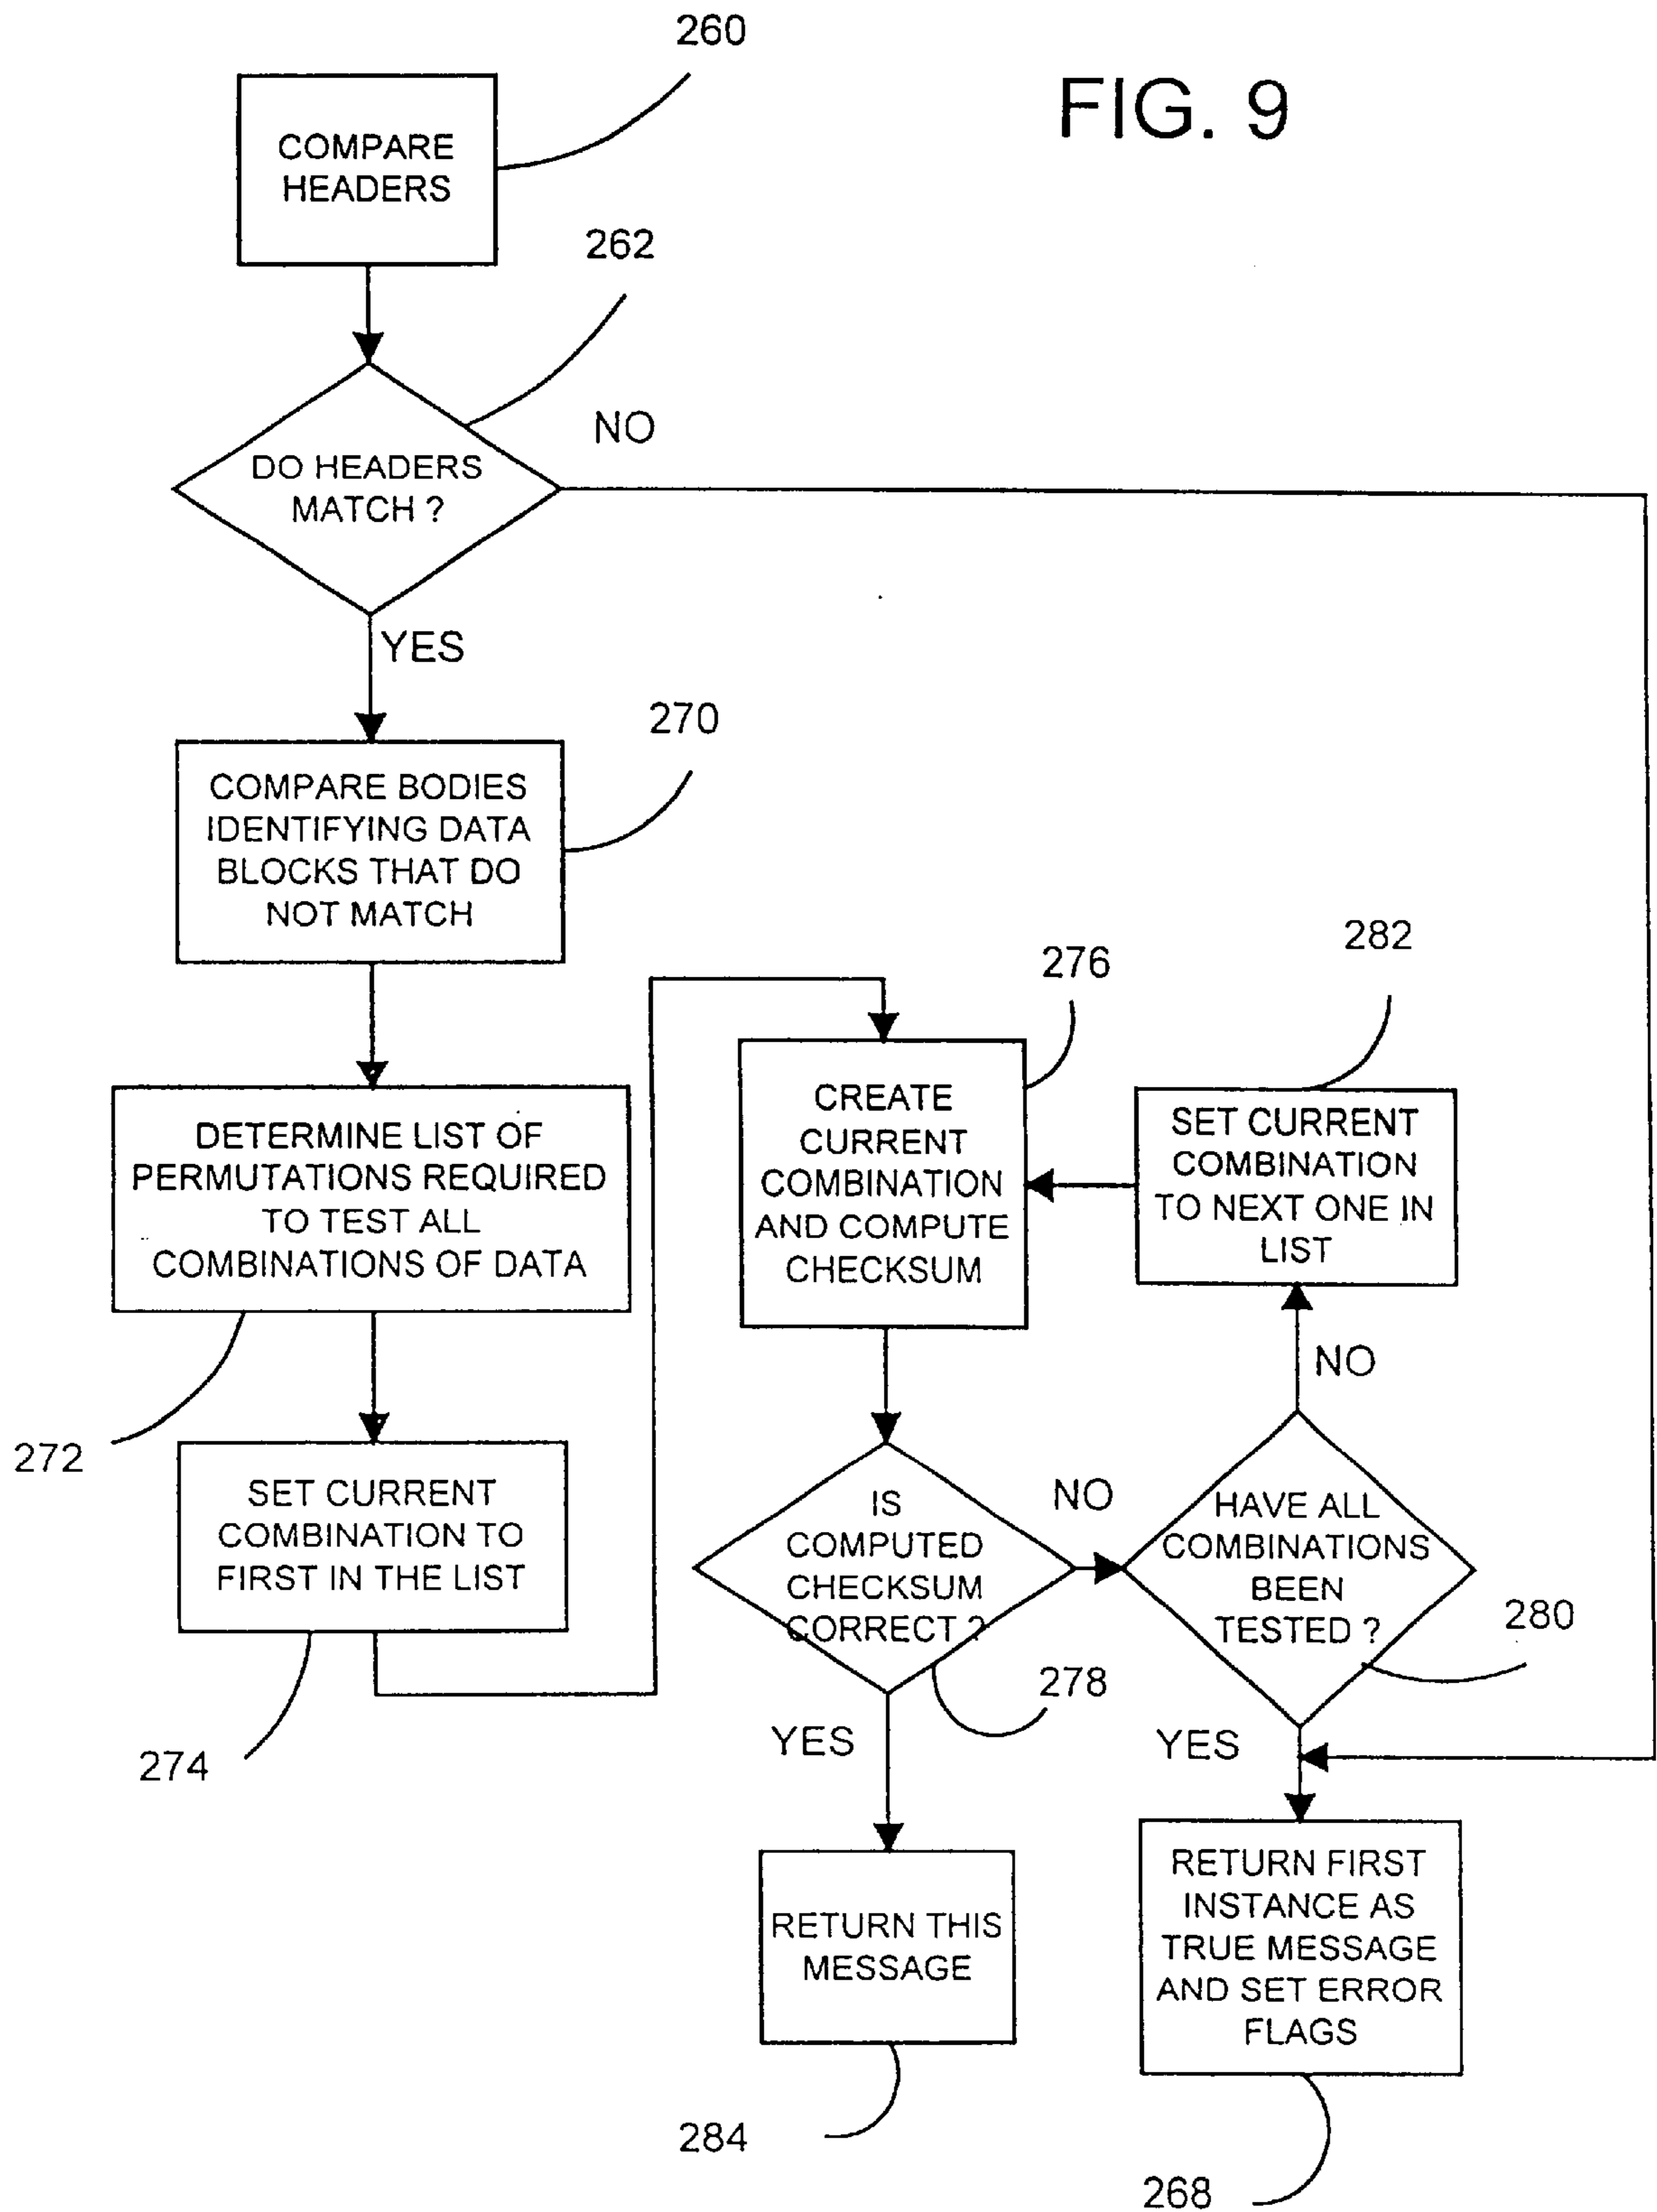 260
FIG. 9
COMPARE
HEADERS
262
NO
DO HEADERS
MATCH ?
YES
270
COMPARE BODIES
IDENTIFYING DATA
BLOCKS THAT DO
NOT MATCH
282
276
CREATE
CURRENT
COMBINATION
AND COMPUTE
CHECKSUM
SET CURRENT
COMBINATION
TO NEXT ONE IN
LIST
DETERMINE LIST OF
PERMUTATIONS REQUIRED
TO TEST ALL
COMBINATIONS OF DATA
NO
272
SET CURRENT
COMBINATION TO
FIRST IN THE LIST
IS
COMPUTED
CHECKSUM
CORRECT ?
NO
HAVE ALL
COMBINATIONS
BEEN
TESTED ?
280
278
274
YES
YES
RETURN THIS
MESSAGE
RETURN FIRST
INSTANCE AS
TRUE MESSAGE
AND SET ERROR
FLAGS
284
268